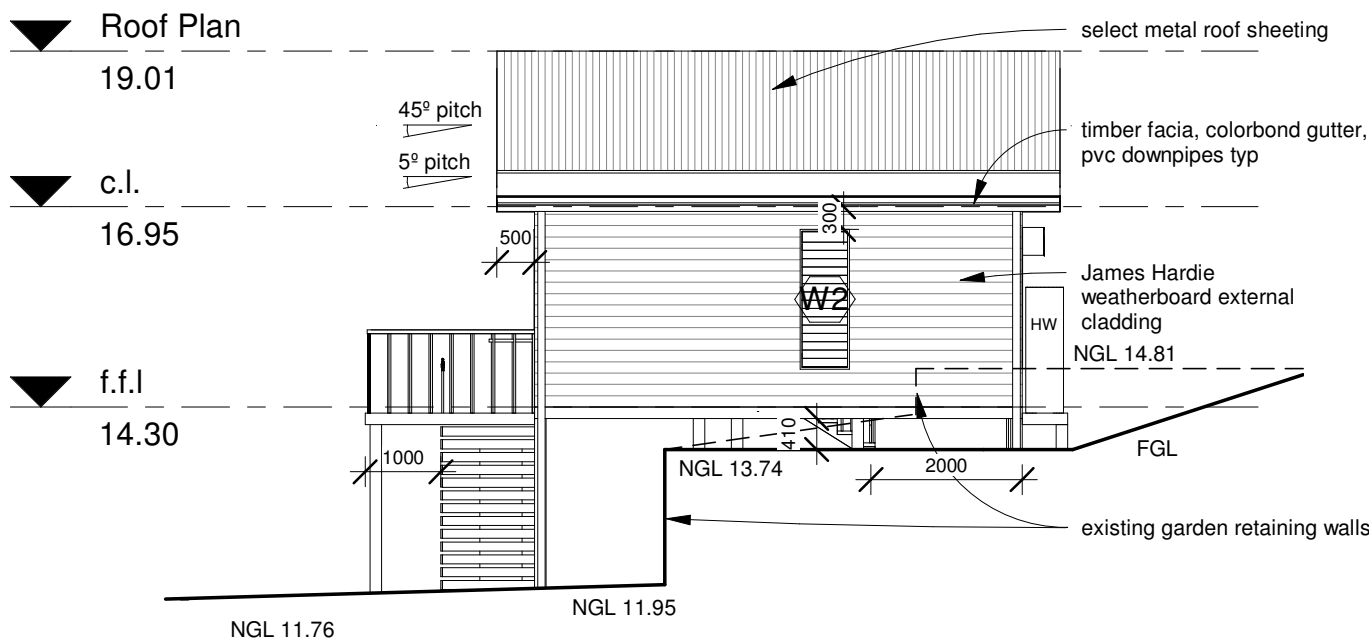 Roof Plan
19.01
select metal roof sheeting
45º pitch
timber facia, colorbond gutter,
pvc downpipes typ
5º pitch
c.l.
16.95
300
500
James Hardie
weatherboard external
cladding
W2
HW
NGL 14.81
f.f.l
14.30
410
1000
NGL 13.74
2000
FGL
existing garden retaining walls
NGL 11.95
NGL 11.76